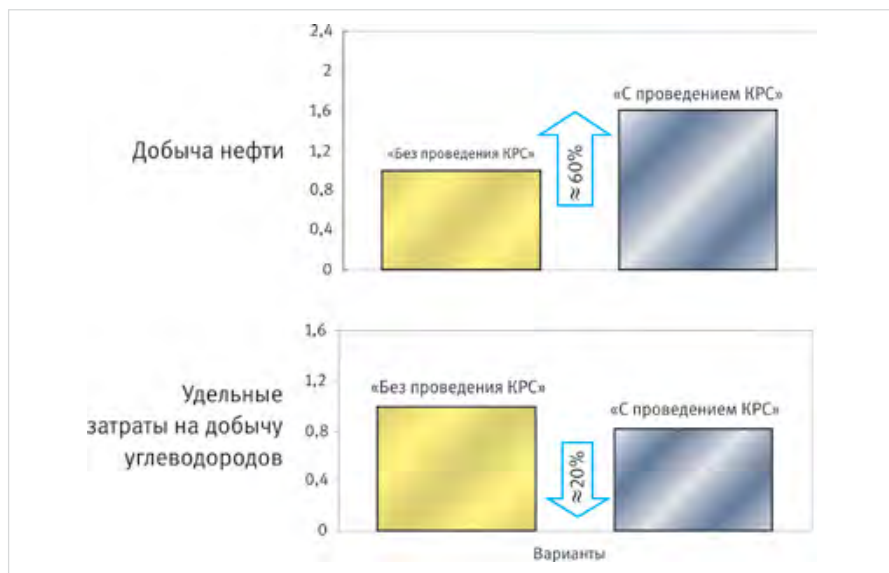 2,4
2
«С проведением КРС»
1,6
Добыча нефти
1,2
«Без проведения КРС»
≈60%
0,8
0,4
0
1,6
Удельные
затраты на добычу
углеводородов
1,2
«Без проведения КРС»
«С проведением КРС»
0,8
≈20%
0,4
0
Варианты